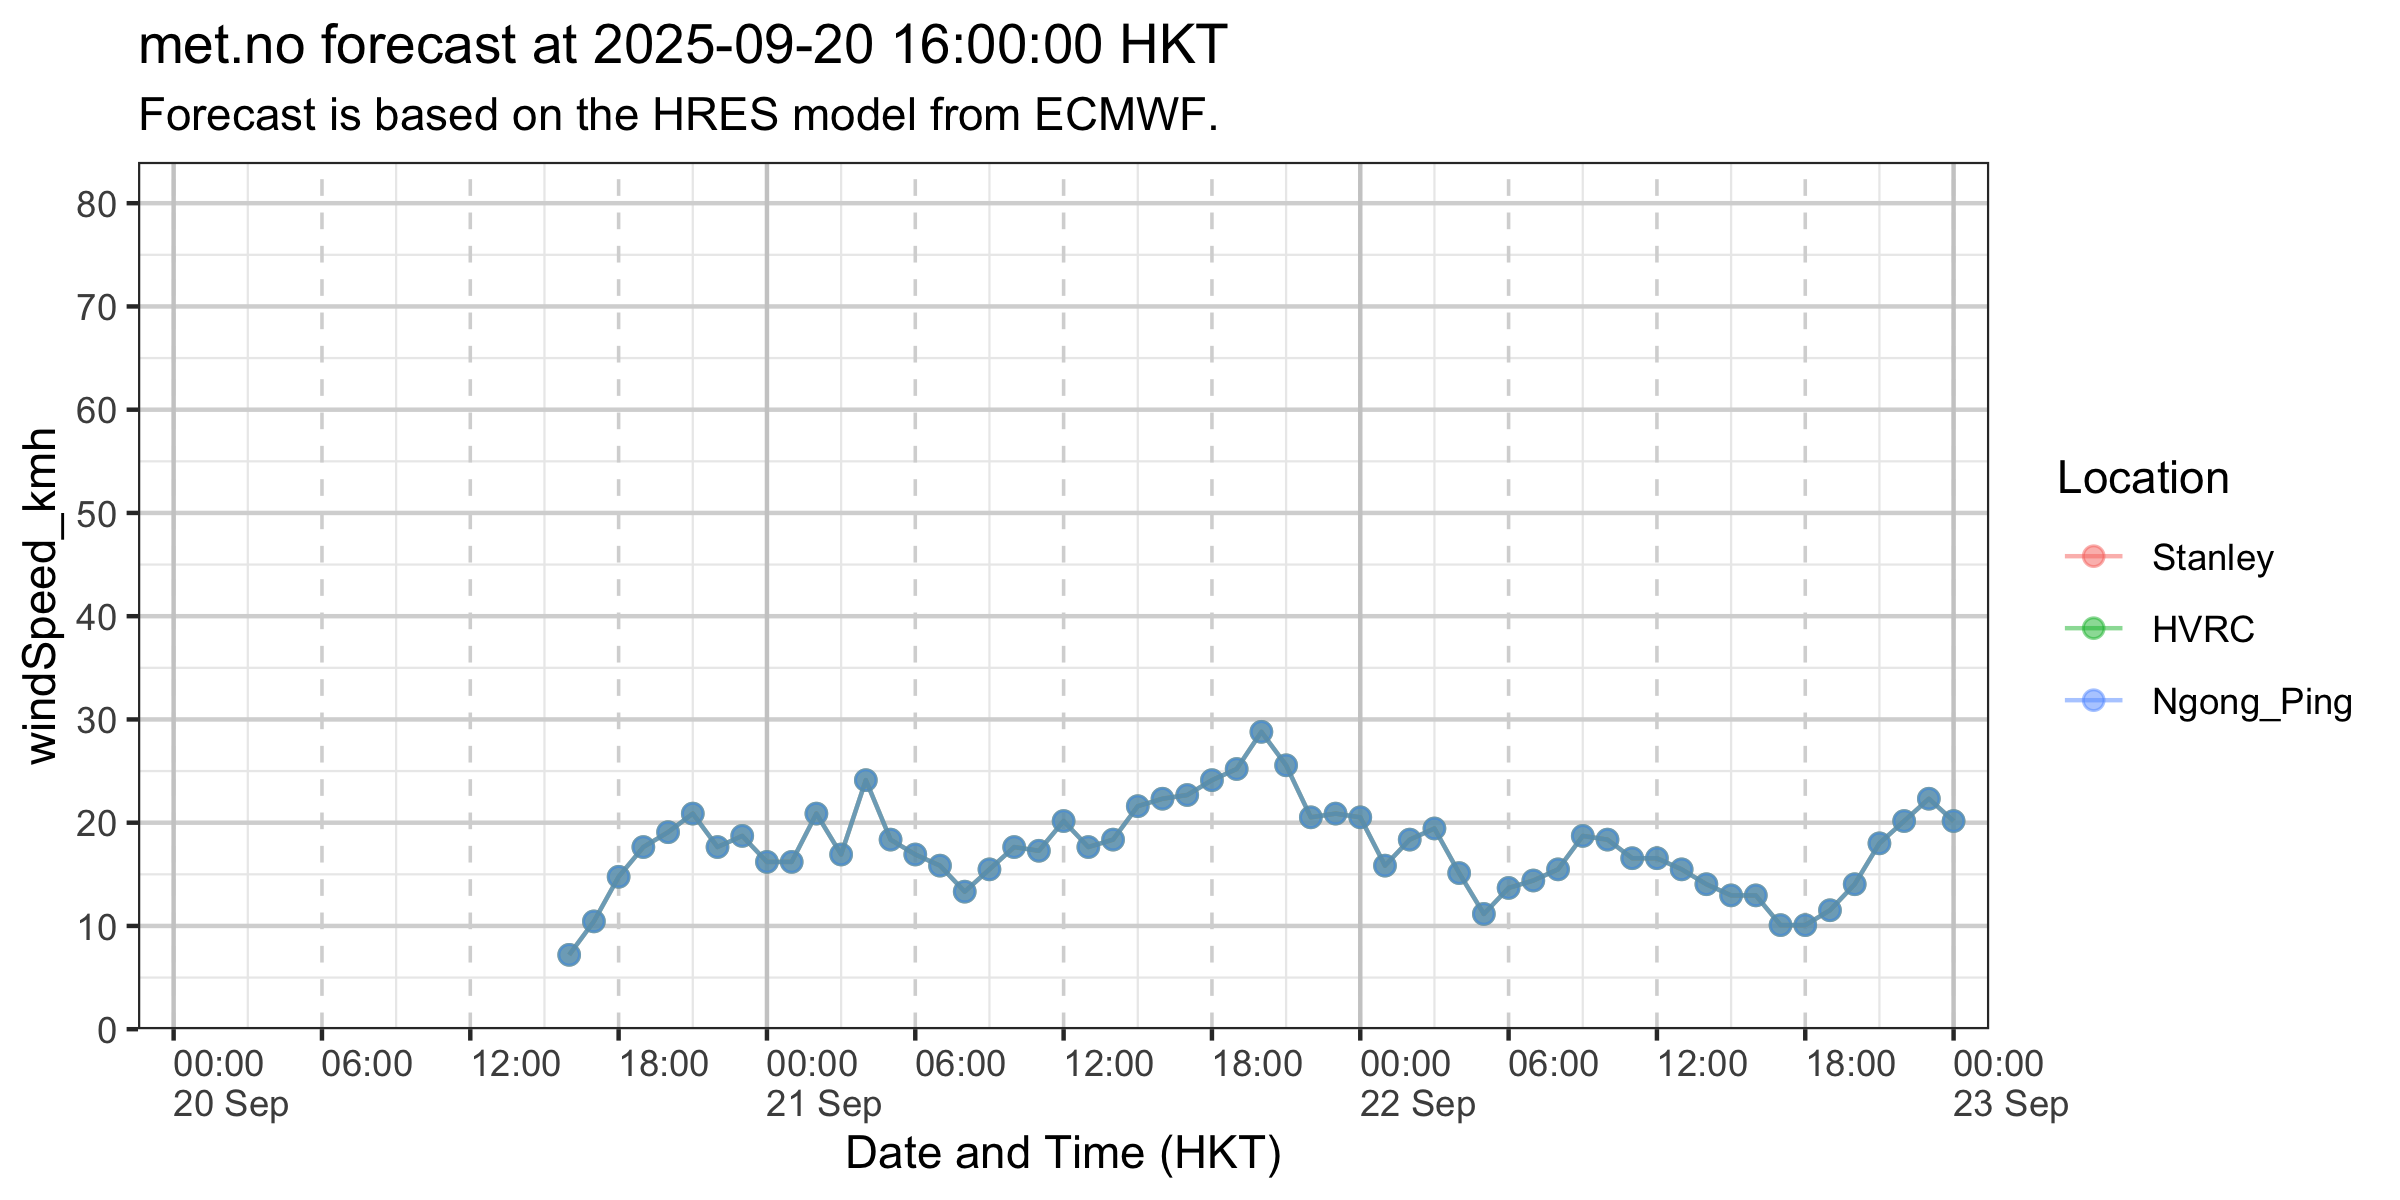 met.no forecast at 2025-09-20 16:00:00 HKT
Forecast is based on the HRES model from ECMWF.
windSpeed_kmh
80
70
60
50
40
30
20
10
0
00:00 06:00 12:00 18:00 00:00 06:00 12:00 18:00 00:00 06:00 12:00 18:00 00:00
20 Sep 21 Sep 22 Sep 23 Sep
Date and Time (HKT)
Location
Stanley
HVRC
Ngong_Ping